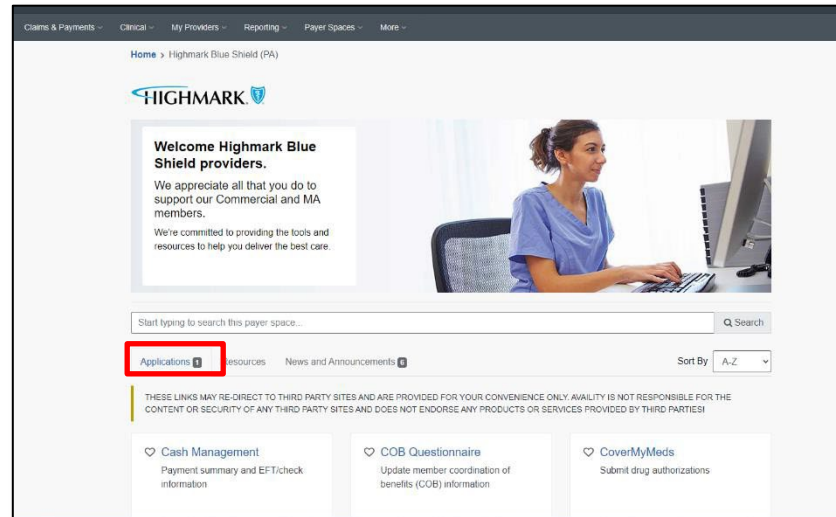 Claims & Payments Clinical My Providers Reporting Payer Spaces More
Home > Highmark Blue Shield (PA)
HIGHMARK.
Welcome Highmark Blue
Shield providers.
We appreciate all that you do to
support our Commercial and MA
members.
We're committed to providing the tools and
resources to help you deliver the best care.
Start typing to search this payer space...
Search
Applications 1 Resources News and Announcements 6 Sort By A-Z
THESE LINKS MAY RE-DIRECT TO THIRD PARTY SITES AND ARE PROVIDED FOR YOUR CONVENIENCE ONLY. AVAILITY IS NOT RESPONSIBLE FOR THE
CONTENT OR SECURITY OF ANY THIRD PARTY SITES AND DOES NOT ENDORSE ANY PRODUCTS OR SERVICES PROVIDED BY THIRD PARTIES!
Cash Management
Payment summary and EFT/check
information
COB Questionnaire
Update member coordination of
benefits (COB) information
CoverMyMeds
Submit drug authorizations